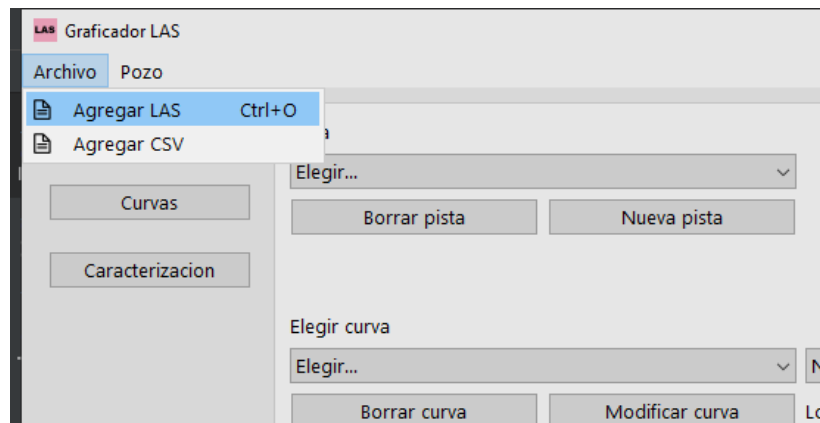 LAS Graficador LAS
Archivo Pozo
Agregar LAS Ctrl+O
Agregar CSV
Elegir...
Curvas
Borrar pista Nueva pista
Caracterizacion
Elegir curva
Elegir...
Borrar curva Modificar curva